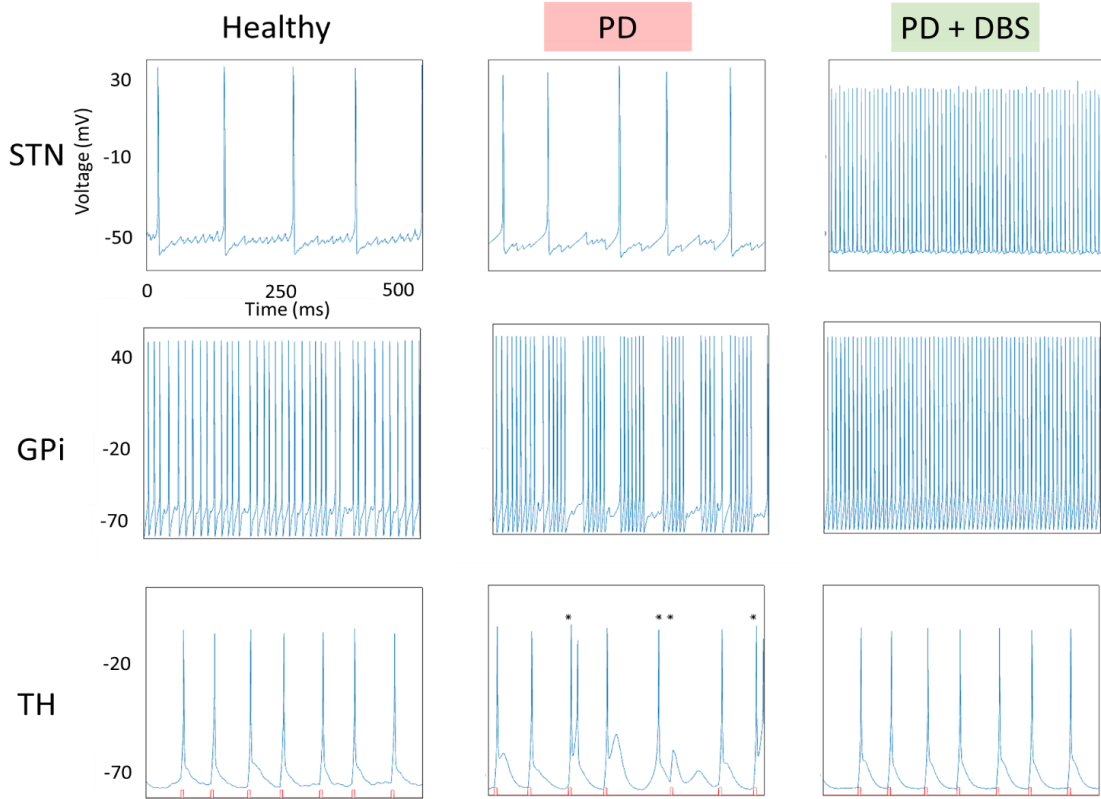 Healthy
PD
PD + DBS
STN
Voltage (mV)
30
-10
-50
0
250
500
Time (ms)
GPi
40
-20
-70
TH
-20
-70
*
* *
*